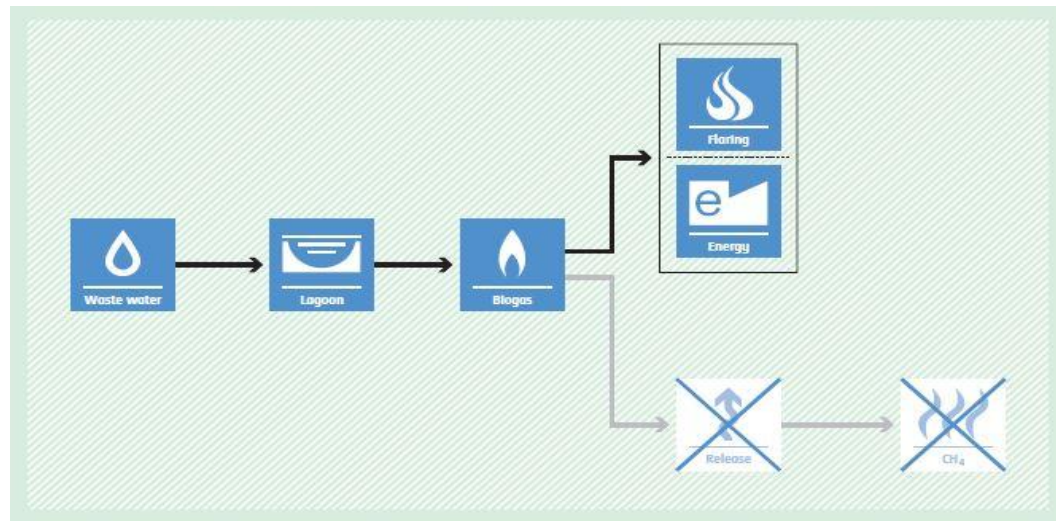 Flaring
e
Energy
Waste water
Lagoon
Biogas
Release
CH₄